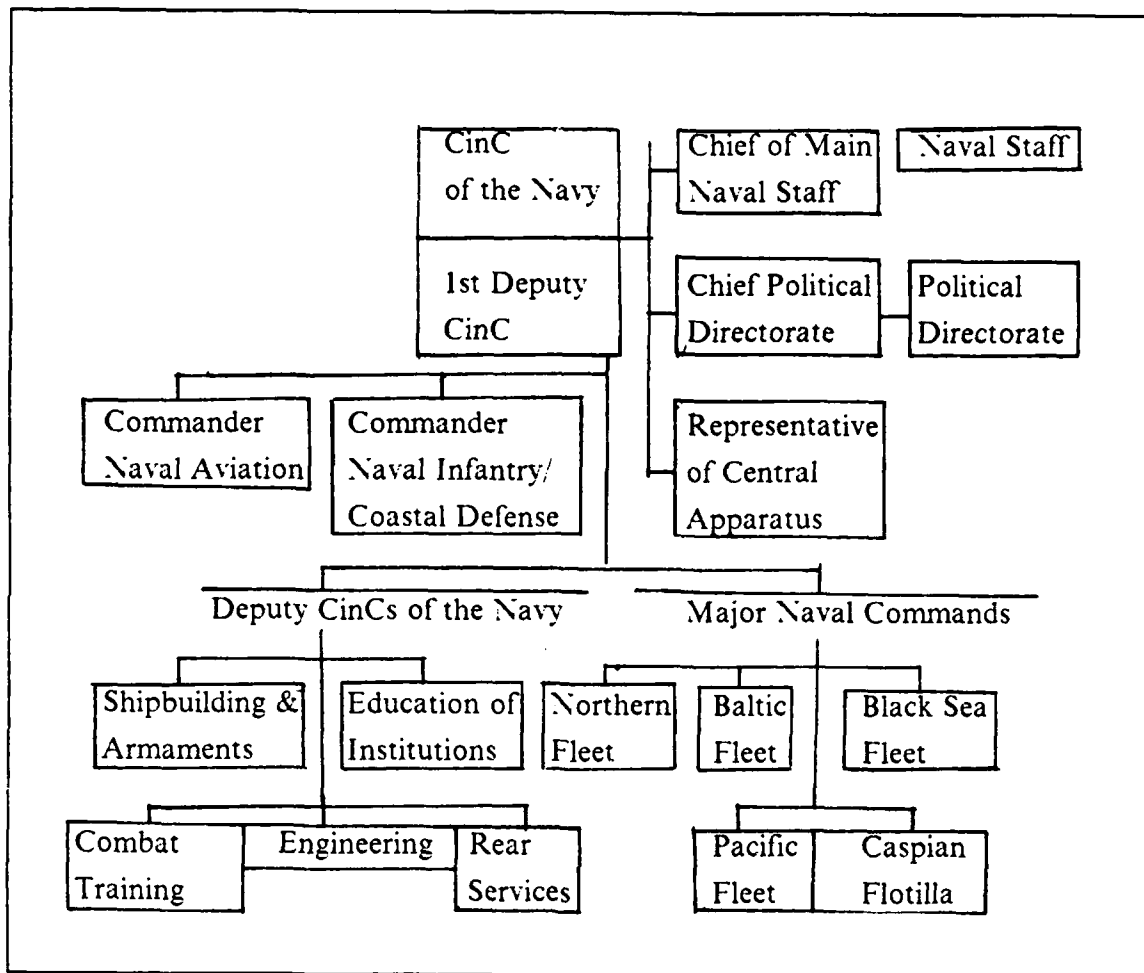 CinC
of the Navy
1st Deputy
CinC
Chief of Main
Naval Staff
Naval Staff
Chief Political
Directorate
Political
Directorate
Representative
of Central
Apparatus
Commander
Naval Aviation
Commander
Naval Infantry/
Coastal Defense
Deputy CinCs of the Navy
Major Naval Commands
Shipbuilding &
Armaments
Education of
Institutions
Northern
Fleet
Baltic
Fleet
Black Sea
Fleet
Combat
Training
Engineering
Rear
Services
Pacific
Fleet
Caspian
Flotilla